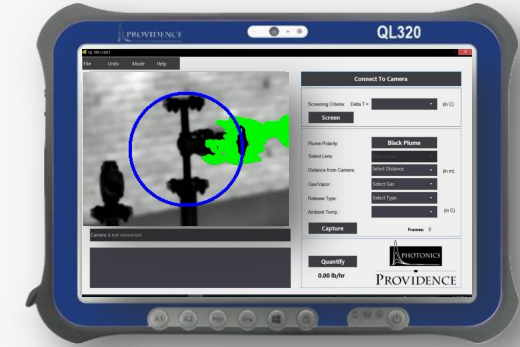 PROVIDENCE
QL320
File Units Mode Help
Connect To Camera
Screening Criteria: Delta T = (in C)
Screen
Plume Polarity: Black Plume
Select Lens:
Distance from Camera: Select Distance (in m)
Gas/Vapor: Select Gas
Release Type: Select Type
Ambient Temp.: (in C)
Camera is not connected
Capture Frames: 0
Quantify
0.00 lb/hr
PHOTONICS
PROVIDENCE
A1 A2